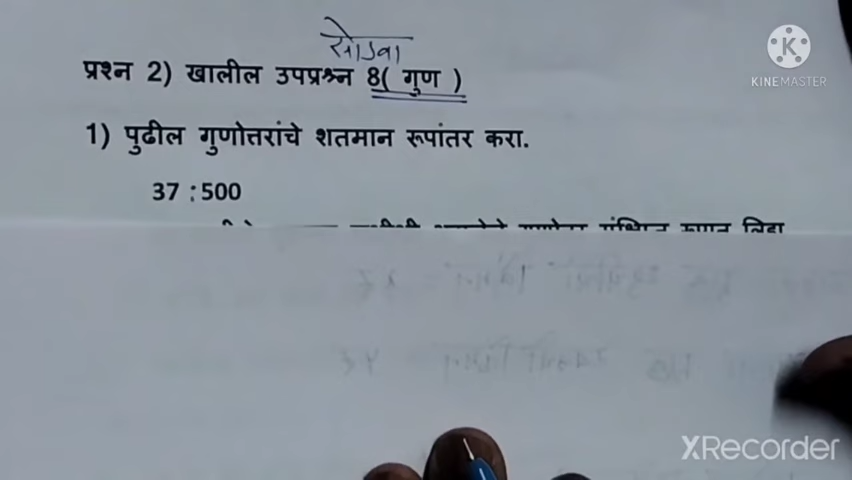 सोडवा
प्रश्न 2) खालील उपप्रश्न 8( गुण )
1) पुढील गुणोत्तरांचे शतमान रूपांतर करा.
37 : 500
K
KINEMASTER
XRecorder